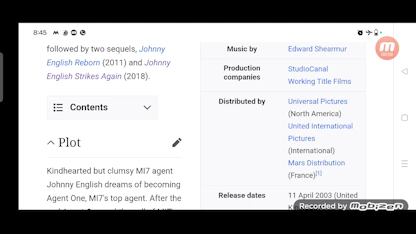 8:45
followed by two sequels, Johnny
English Reborn (2011) and Johnny
English Strikes Again (2018).
Contents
Plot
Kindhearted but clumsy MI7 agent
Johnny English dreams of becoming
Agent One, MI7's top agent. After the
Music by
Edward Shearmur
Production
companies
StudioCanal
Working Title Films
Distributed by
Universal Pictures
(North America)
United International
Pictures
(International)
Mars Distribution
(France)[1]
Release dates
11 April 2003 (United
Recorded by Mobizen